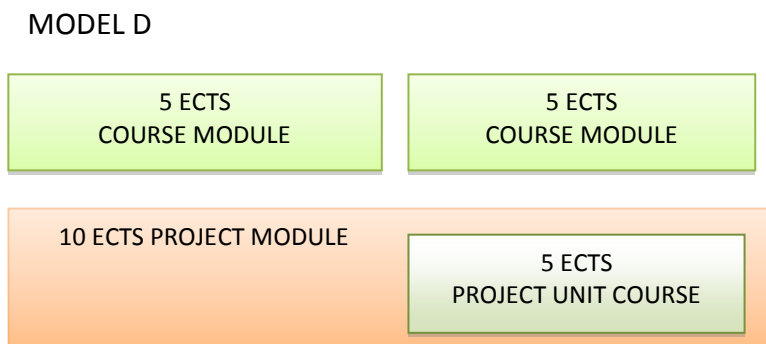 MODEL D
5 ECTS
COURSE MODULE
5 ECTS
COURSE MODULE
10 ECTS PROJECT MODULE
5 ECTS
PROJECT UNIT COURSE